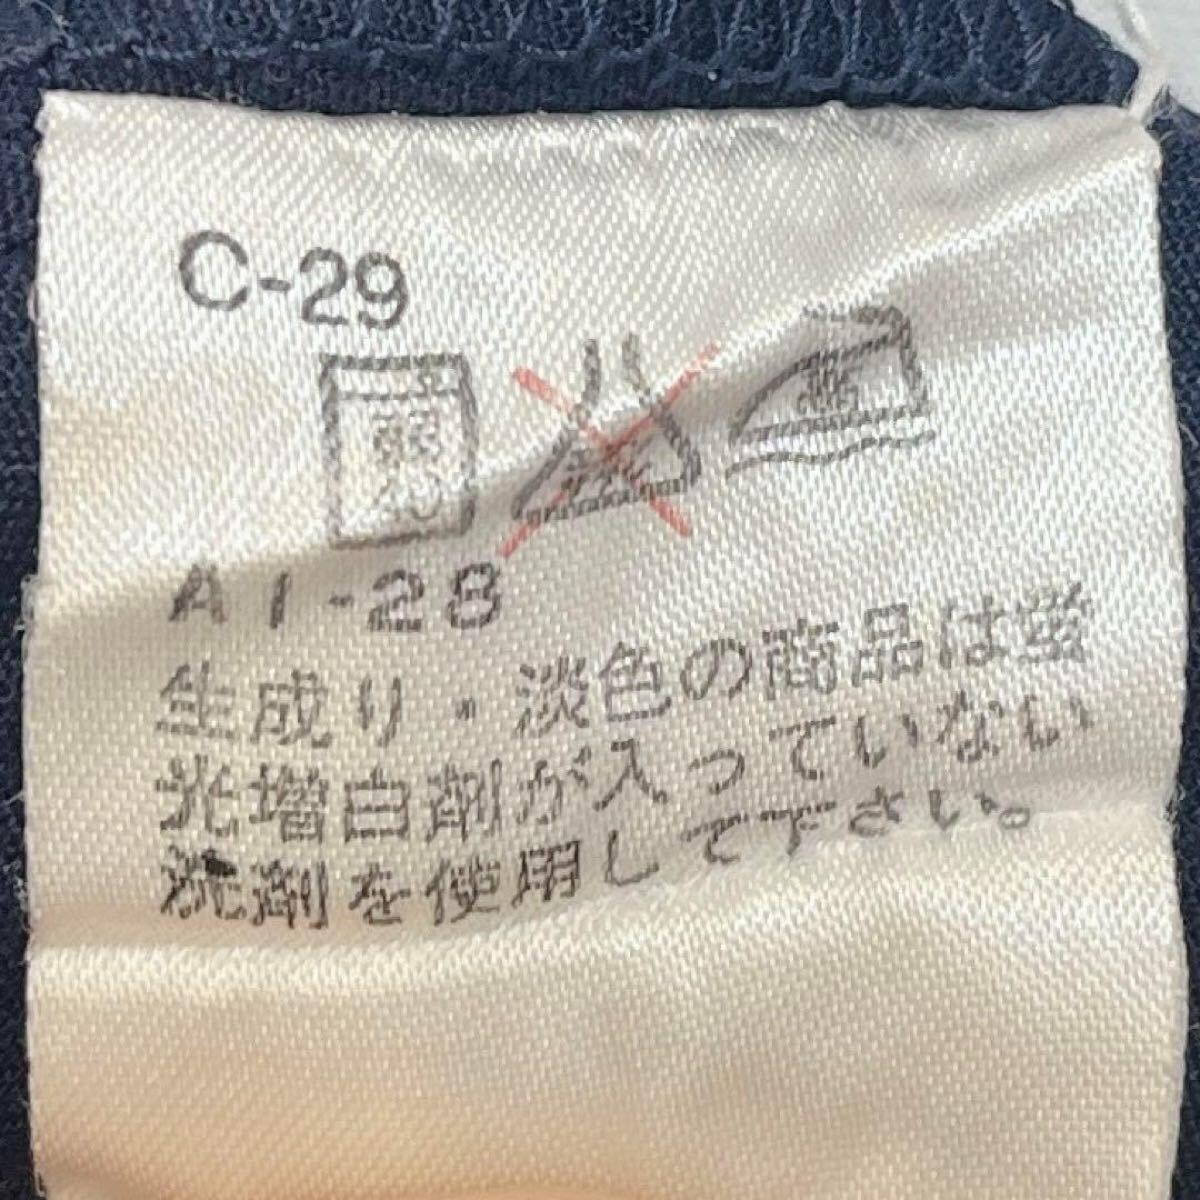 C-29
弱
40
A1-28
生成り・淡色の商品は蛍
光増白剤が入っていない
洗剤を使用して下さい。